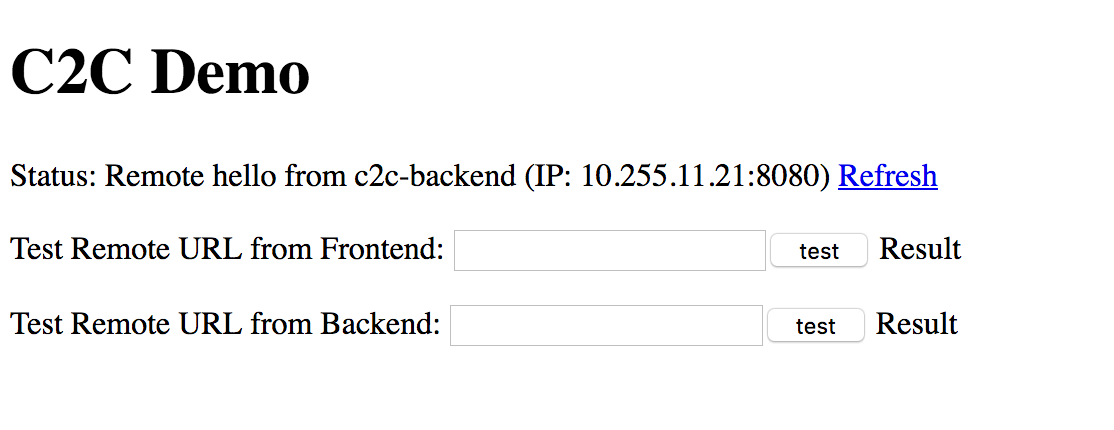 C2C Demo
Status: Remote hello from c2c-backend (IP: 10.255.11.21:8080) Refresh
Test Remote URL from Frontend: test Result
Test Remote URL from Backend: test Result